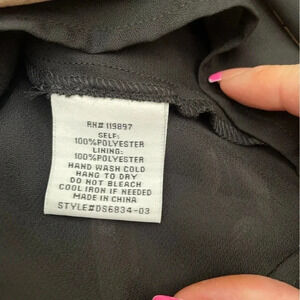 RN# 119897
SELF:
100%POLYESTER
LINING:
100%POLYESTER
HAND WASH COLD
HANG TO DRY
DO NOT BLEACH
COOL IRON IF NEEDED
MADE IN CHINA
STYLE#DS6834-03